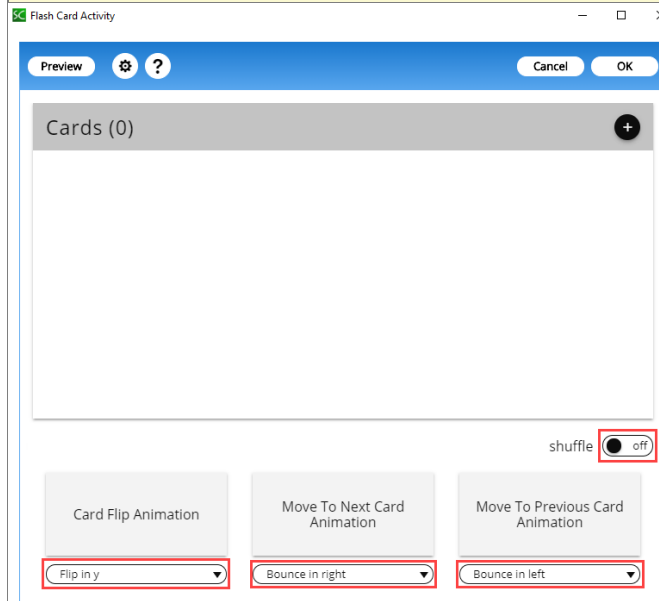 SC Flash Card Activity
Preview ? Cancel OK
Cards (0) +
shuffle off
Card Flip Animation
Move To Next Card
Animation
Move To Previous Card
Animation
Flip in y
Bounce in right
Bounce in left